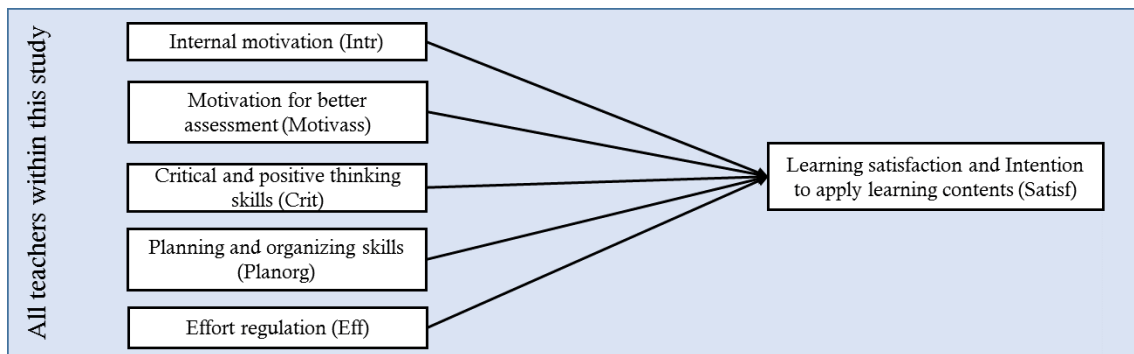 All teachers within this study
Internal motivation (Intr)
Motivation for better
assessment (Motivass)
Critical and positive thinking
skills (Crit)
Planning and organizing skills
(Planorg)
Effort regulation (Eff)
Learning satisfaction and Intention
to apply learning contents (Satisf)